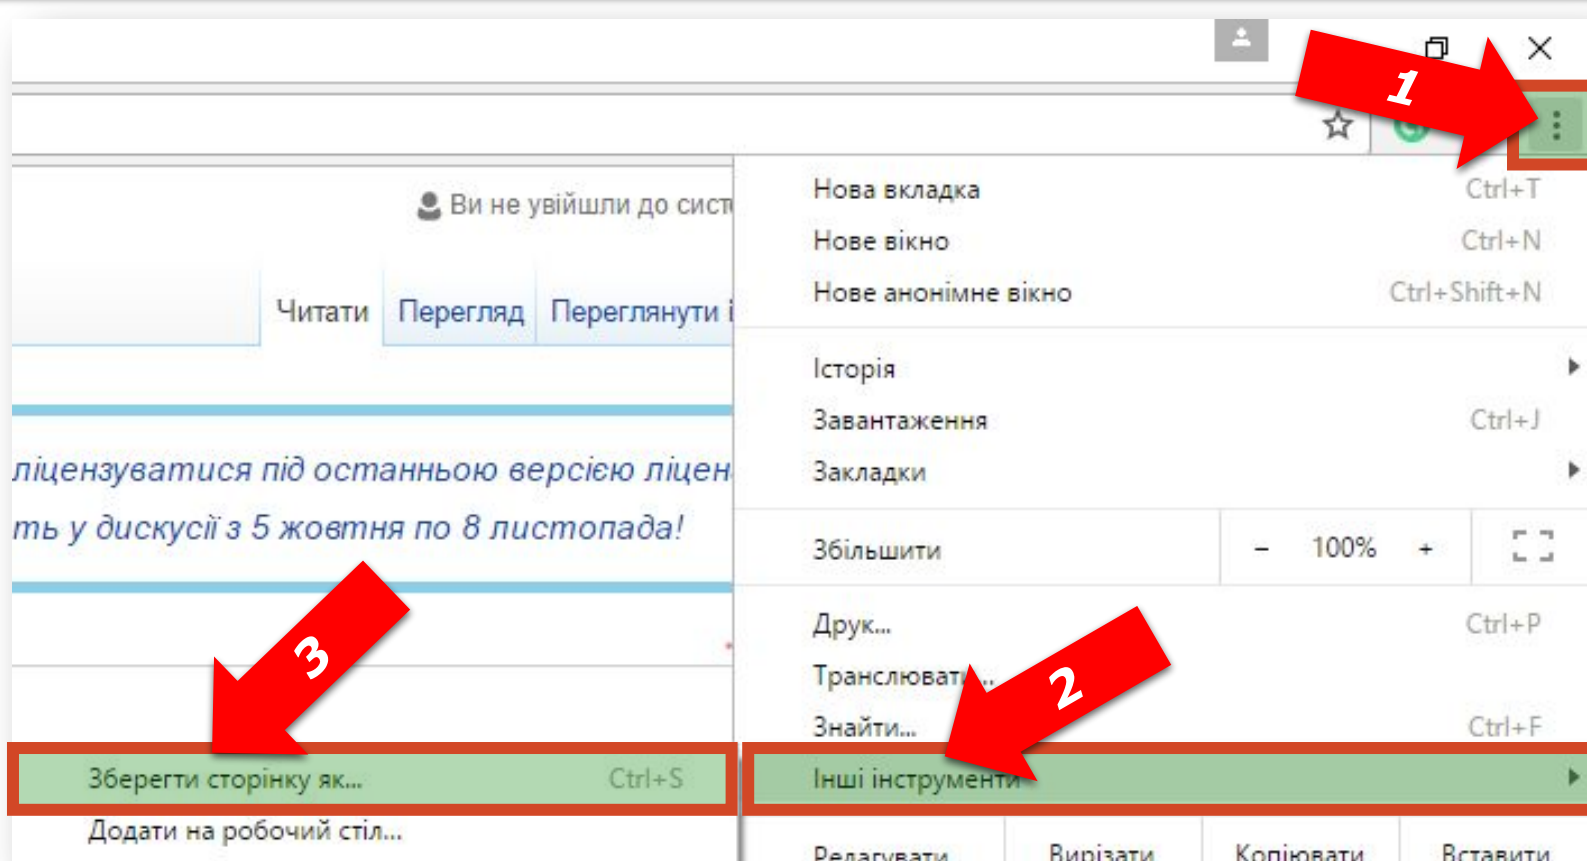 1
Ви не увійшли до сист
Читати Перегляд Переглянути і
ліцензуватися під останньою версією ліцен
ть у дискусії з 5 жовтня по 8 листопада!
3
Зберегти сторінку як... Ctrl+S
Додати на робочий стіл...
Нова вкладка Ctrl+T
Нове вікно Ctrl+N
Нове анонімне вікно Ctrl+Shift+N
Історія
Завантаження Ctrl+J
Закладки
Збільшити - 100% +
Друк... Ctrl+P
Транслювати...
2
Знайти... Ctrl+F
Інші інструменти
Редагувати Вирізати Копіювати Вставити